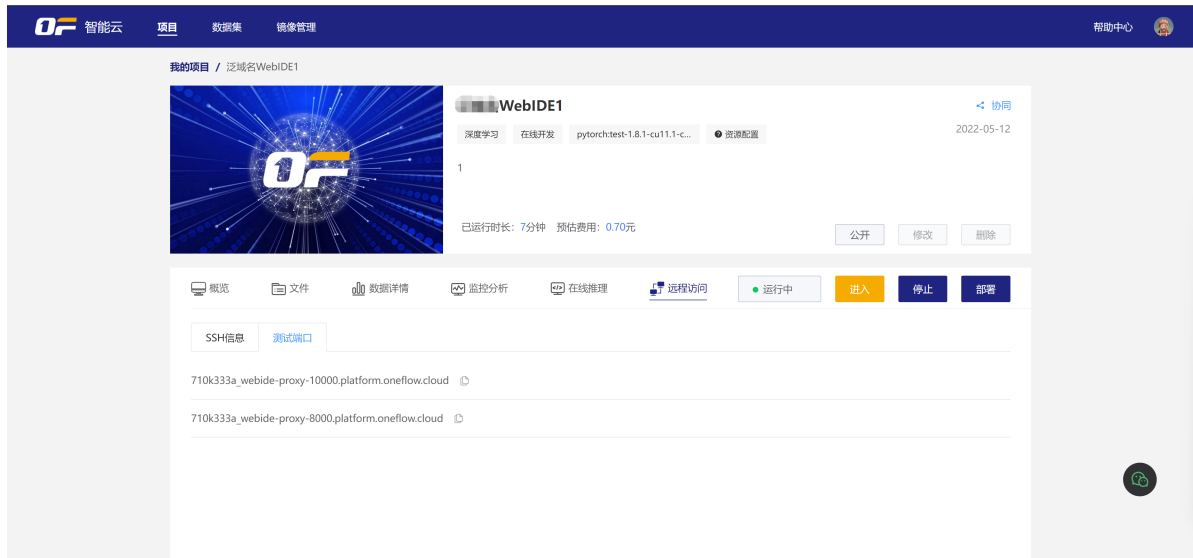 OF 智能云 项目 数据集 镜像管理 帮助中心
我的项目 / 泛域名WebIDE1
WebIDE1 协同
深度学习 在线开发 pytorch:test-1.8.1-cu11.1-c... 资源配置 2022-05-12
1
OF
已运行时长：7分钟 预估费用：0.70元 公开 修改 删除
概览 文件 数据详情 监控分析 在线推理 远程访问 运行中 进入 停止 部署
SSH信息 测试端口
710k333a_webide-proxy-10000.platform.oneflow.cloud
710k333a_webide-proxy-8000.platform.oneflow.cloud